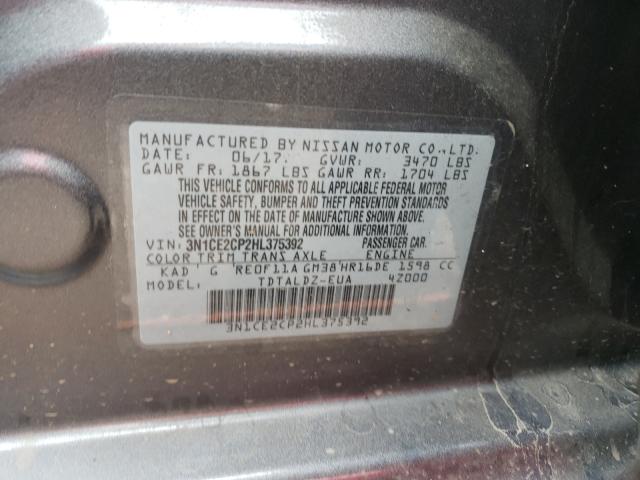 MANUFACTURED BY NISSAN MOTOR CO.,LTD.
DATE: 06/17. GVWR: 3470 LBS
GAWR FR: 1867 LBS GAWR RR: 1704 LBS
THIS VEHICLE CONFORMS TO ALL APPLICABLE FEDERAL MOTOR
VEHICLE SAFETY, BUMPER AND THEFT PREVENTION STANDARDS
IN EFFECT ON THE DATE OF MANUFACTURE SHOWN ABOVE.
SEE OWNER'S MANUAL FOR ADDITIONAL INFORMATION.
VIN: 3N1CE2CP2HL375392 PASSENGER CAR.
COLOR TRIM TRANS AXLE ENGINE
KAD G RE0F11A GM38 HR16DE 1598 CC
MODEL: TDTALDZ-EUA 4Z000
3N1CE2CP2HL375392